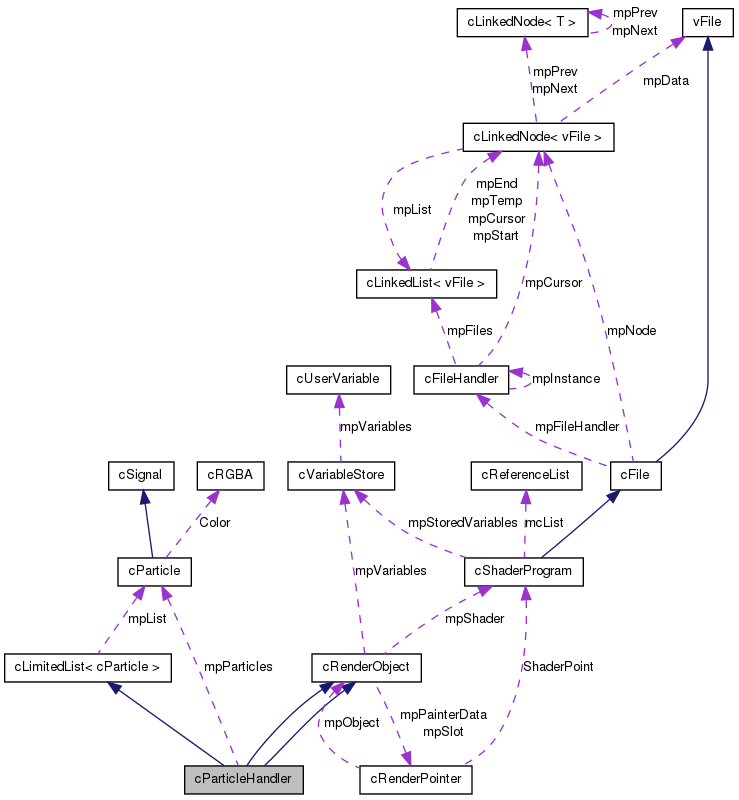 cLinkedNode< T >
mpPrev
mpNext
vFile
mpPrev
mpNext
mpData
cLinkedNode< vFile >
mpList
mpEnd
mpTemp
mpCursor
mpStart
cLinkedList< vFile >
mpCursor
mpFiles
mpNode
cUserVariable
cFileHandler
mpInstance
mpVariables
mpFileHandler
cSignal
cRGBA
cVariableStore
cReferenceList
cFile
Color
mpStoredVariables
mcList
cParticle
mpVariables
cShaderProgram
mpList
mpShader
cLimitedList< cParticle >
mpParticles
cRenderObject
ShaderPoint
mpObject
mpPainterData
mpSlot
cParticleHandler
cRenderPointer